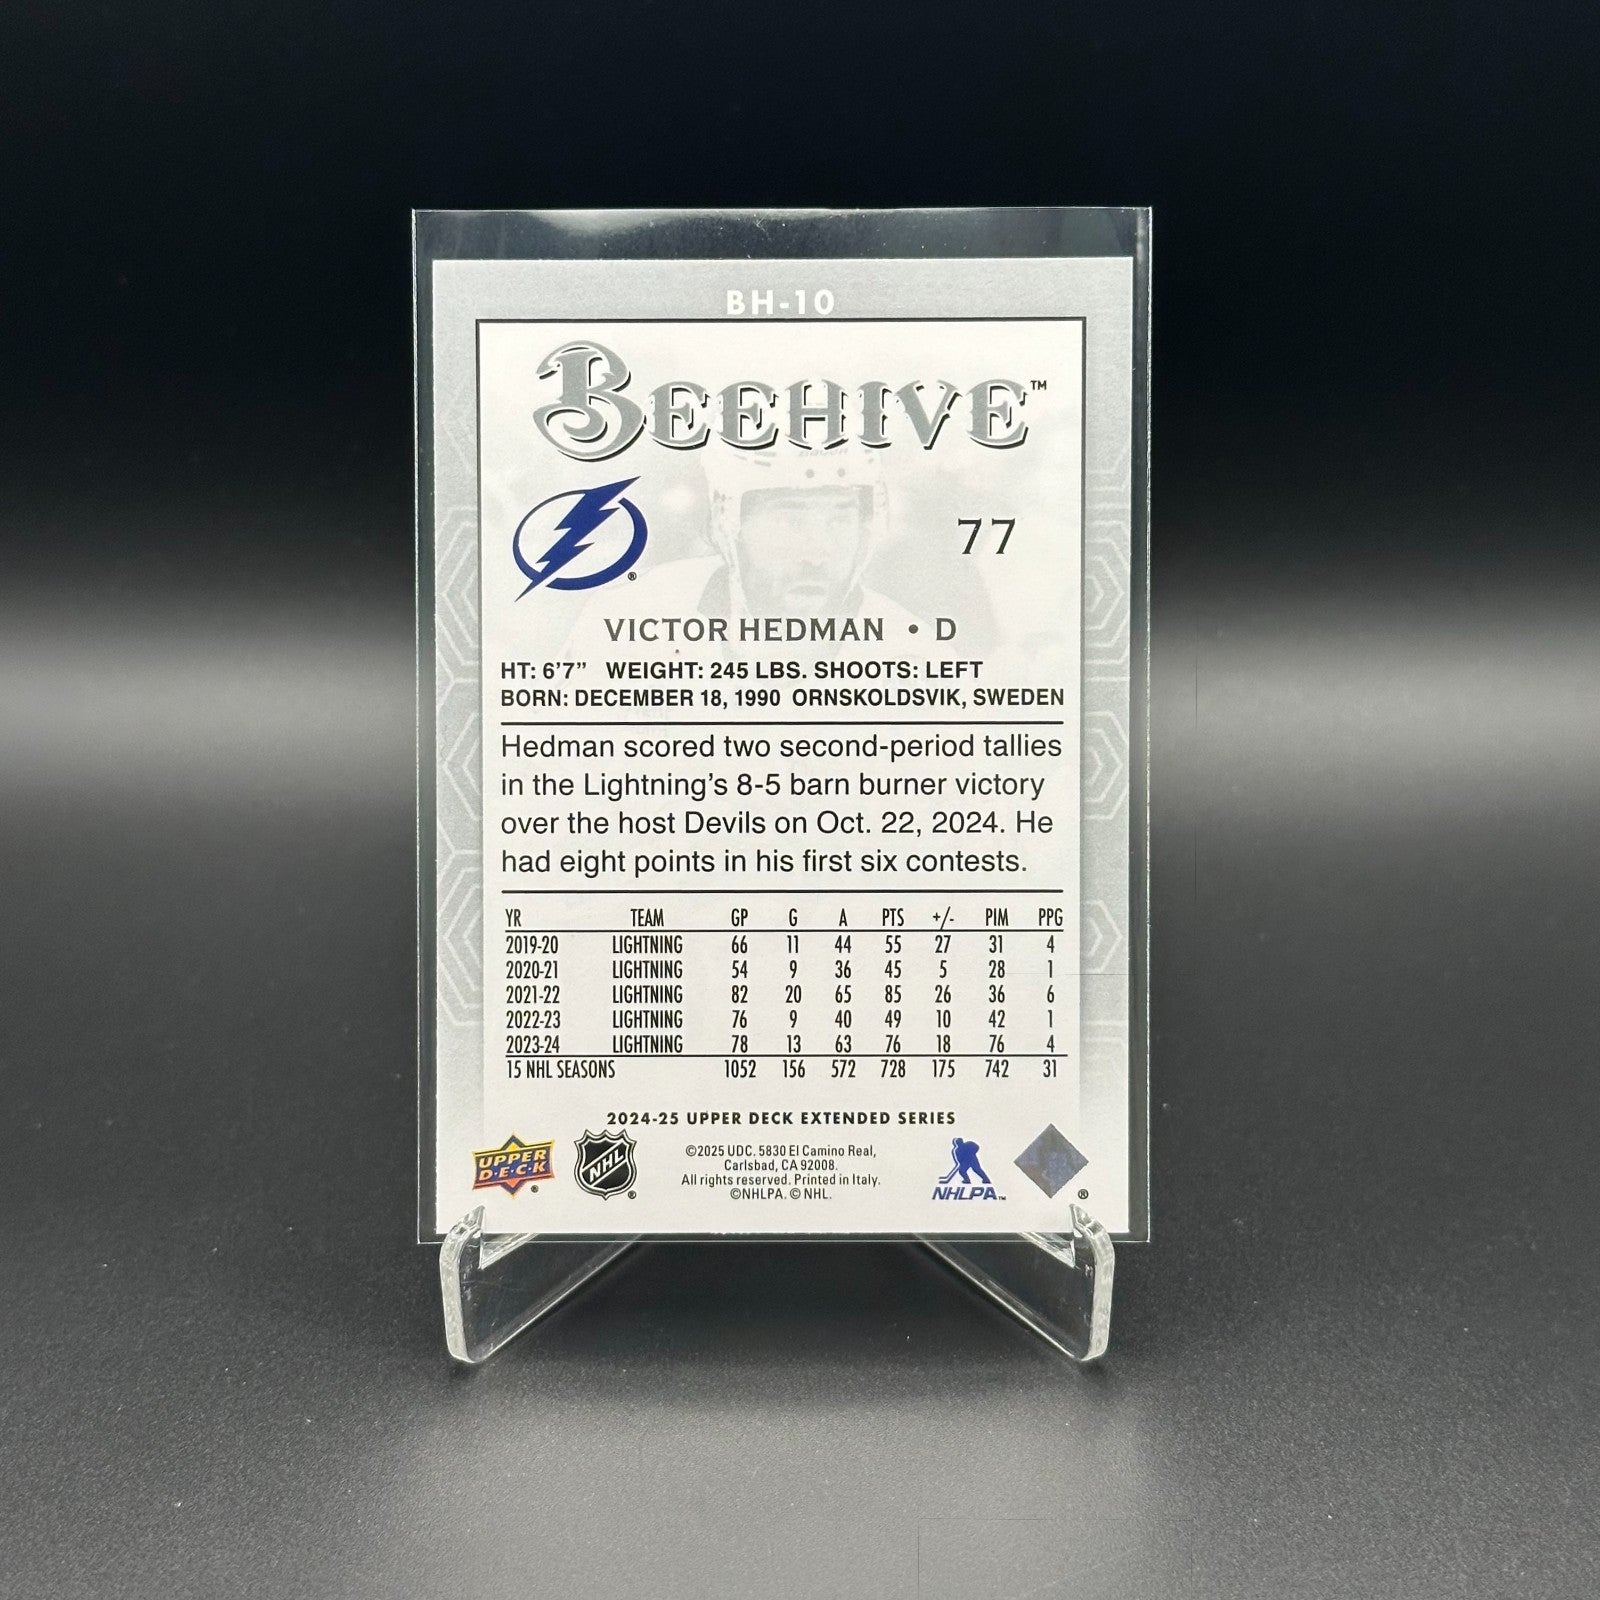 BH-10
BEEHIVE™
77
VICTOR HEDMAN • D
HT: 6'7" WEIGHT: 245 LBS. SHOOTS: LEFT
BORN: DECEMBER 18, 1990 ORNSKOLDSVIK, SWEDEN
Hedman scored two second-period tallies
in the Lightning's 8-5 barn burner victory
over the host Devils on Oct. 22, 2024. He
had eight points in his first six contests.
YR TEAM GP G A PTS +/- PIM PPG
2019-20 LIGHTNING 66 11 44 55 27 31 4
2020-21 LIGHTNING 54 9 36 45 5 28 1
2021-22 LIGHTNING 82 20 65 85 26 36 6
2022-23 LIGHTNING 76 9 40 49 10 42 1
2023-24 LIGHTNING 78 13 63 76 18 76 4
15 NHL SEASONS 1052 156 572 728 175 742 31
2024-25 UPPER DECK EXTENDED SERIES
UPPER DECK®
NHL®
©2025 UDC. 5830 El Camino Real,
Carlsbad, CA 92008.
All rights reserved. Printed in Italy.
©NHLPA. © NHL.
NHLPA™
®